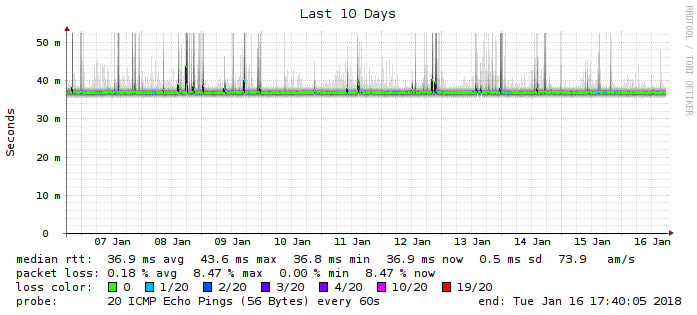 Last 10 Days
RRDTOOL / TOBI OETIKER
Seconds
50 m
40 m
30 m
20 m
10 m
0
07 Jan 08 Jan 09 Jan 10 Jan 11 Jan 12 Jan 13 Jan 14 Jan 15 Jan 16 Jan
median rtt: 36.9 ms avg 43.6 ms max 36.8 ms min 36.9 ms now 0.5 ms sd 73.9 am/s
packet loss: 0.18 % avg 8.47 % max 0.00 % min 8.47 % now
loss color: 0 1/20 2/20 3/20 4/20 10/20 19/20
probe: 20 ICMP Echo Pings (56 Bytes) every 60s end: Tue Jan 16 17:40:05 2018